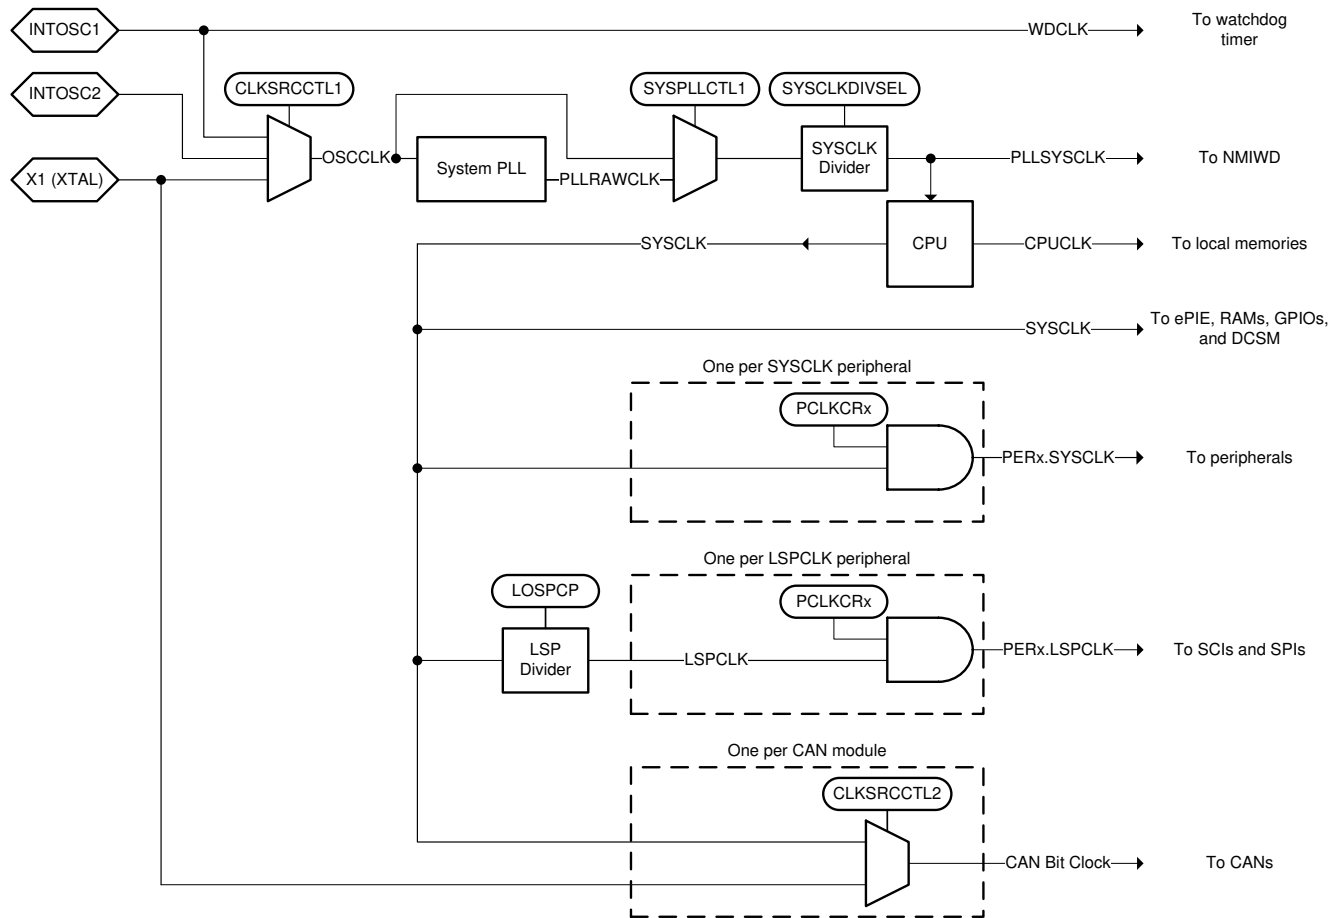 INTOSC1
WDCLK
To watchdog
timer
INTOSC2
CLKSRCCTL1
SYSPLLCTL1
SYSCLKDIVSEL
X1 (XTAL)
OSCCLK
System PLL
PLLRAWCLK
SYSCLK
Divider
PLLSYSCLK
To NMIWD
SYSCLK
CPU
CPUCLK
To local memories
SYSCLK
To ePIE, RAMs, GPIOs,
and DCSM
One per SYSCLK peripheral
PCLKCRx
PERx.SYSCLK
To peripherals
One per LSPCLK peripheral
LOSPCP
PCLKCRx
LSP
Divider
LSPCLK
PERx.LSPCLK
To SCIs and SPIs
One per CAN module
CLKSRCCTL2
CAN Bit Clock
To CANs